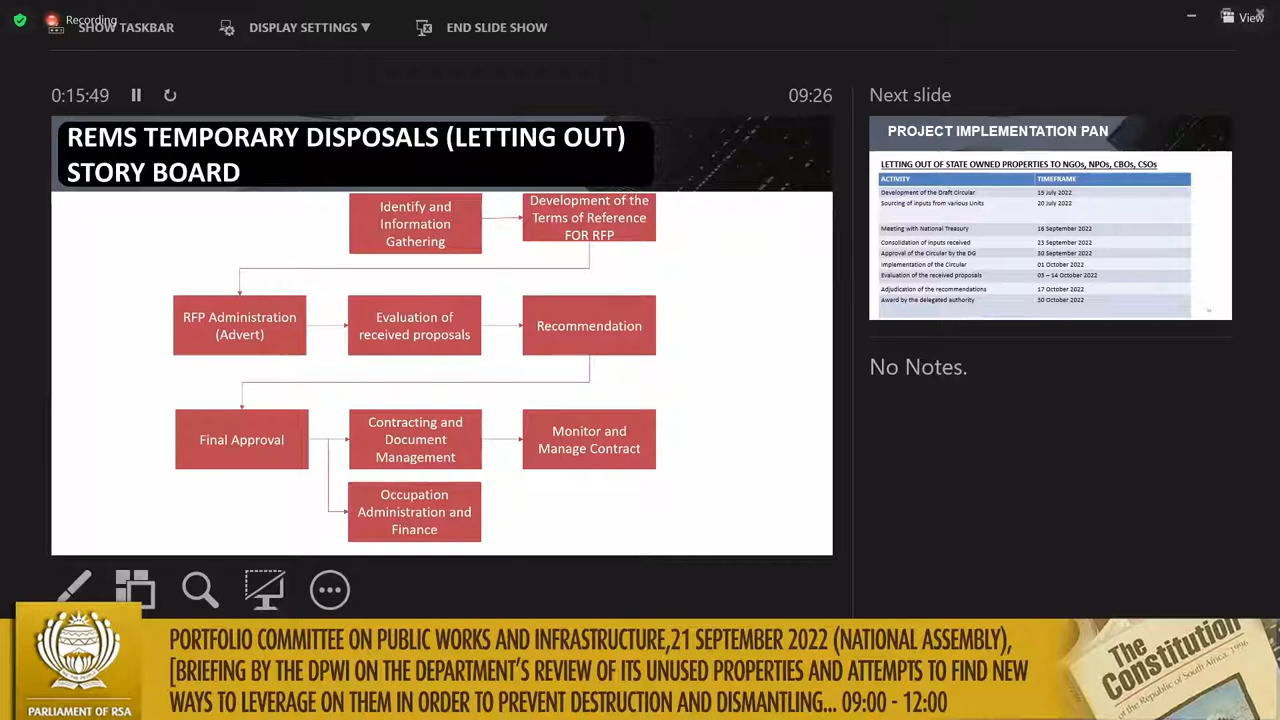 Recording
SHOW TASKBAR
DISPLAY SETTINGS ▼
END SLIDE SHOW
View
0:15:49
09:26
Next slide
REMS TEMPORARY DISPOSALS (LETTING OUT)
STORY BOARD
Identify and
Information
Gathering
Development of the
Terms of Reference
FOR RFP
RFP Administration
(Advert)
Evaluation of
received proposals
Recommendation
Final Approval
Contracting and
Document
Management
Monitor and
Manage Contract
Occupation
Administration and
Finance
PROJECT IMPLEMENTATION PAN
LETTING OUT OF STATE OWNED PROPERTIES TO NGOs, NPOs, CBOs, CSOs
ACTIVITY TIMEFRAME
Development of the Draft Circular 15 July 2022
Sourcing of inputs from various Units 20 July 2022
Meeting with National Treasury 16 September 2022
Consolidation of inputs received 23 September 2022
Approval of the Circular by the DG 30 September 2022
Implementation of the Circular 01 October 2022
Evaluation of the received proposals 03 – 14 October 2022
Adjudication of the recommendations 17 October 2022
Award by the delegated authority 30 October 2022
No Notes.
PARLIAMENT OF RSA
PORTFOLIO COMMITTEE ON PUBLIC WORKS AND INFRASTRUCTURE,21 SEPTEMBER 2022 (NATIONAL ASSEMBLY),
[BRIEFING BY THE DPWI ON THE DEPARTMENT'S REVIEW OF ITS UNUSED PROPERTIES AND ATTEMPTS TO FIND NEW
WAYS TO LEVERAGE ON THEM IN ORDER TO PREVENT DESTRUCTION AND DISMANTLING... 09:00 - 12:00
The
Constitution
of the Republic of South Africa, 1996